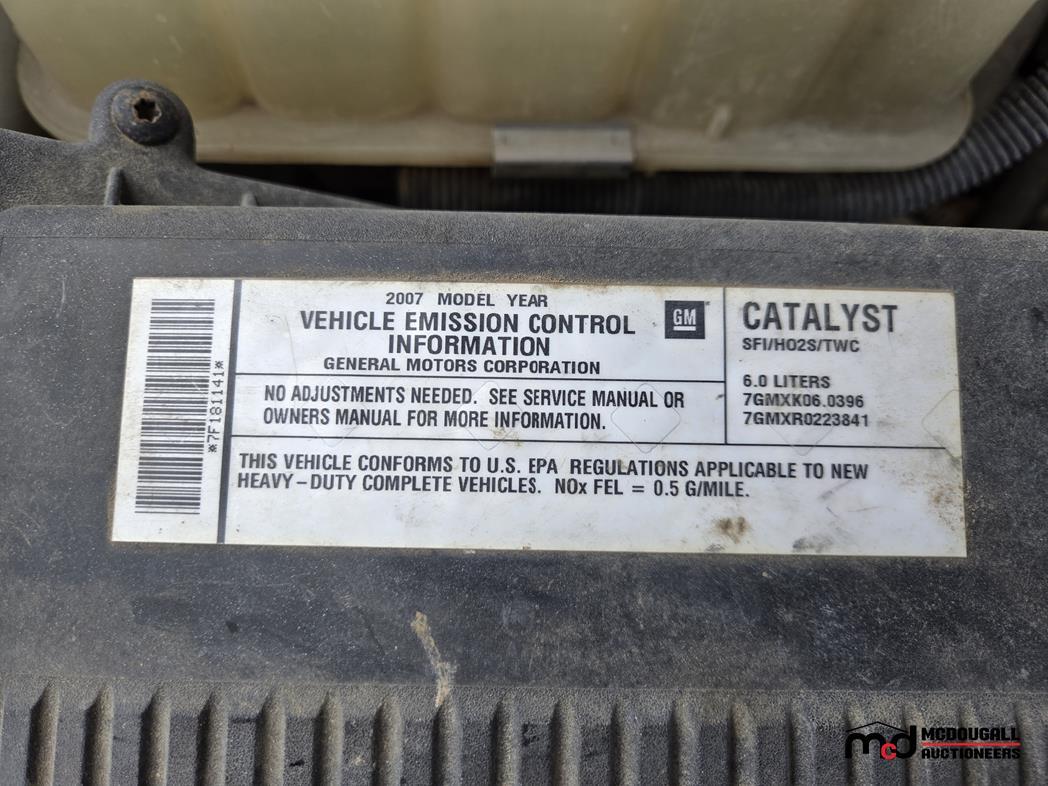 *7F181141*
2007 MODEL YEAR
VEHICLE EMISSION CONTROL
INFORMATION
GENERAL MOTORS CORPORATION
GM
NO ADJUSTMENTS NEEDED. SEE SERVICE MANUAL OR
OWNERS MANUAL FOR MORE INFORMATION.
CATALYST
SFI/HO2S/TWC
6.0 LITERS
7GMXK06.0396
7GMXR0223841
THIS VEHICLE CONFORMS TO U.S. EPA REGULATIONS APPLICABLE TO NEW
HEAVY-DUTY COMPLETE VEHICLES. NOx FEL = 0.5 G/MILE.
mcd MCDOUGALL
AUCTIONEERS